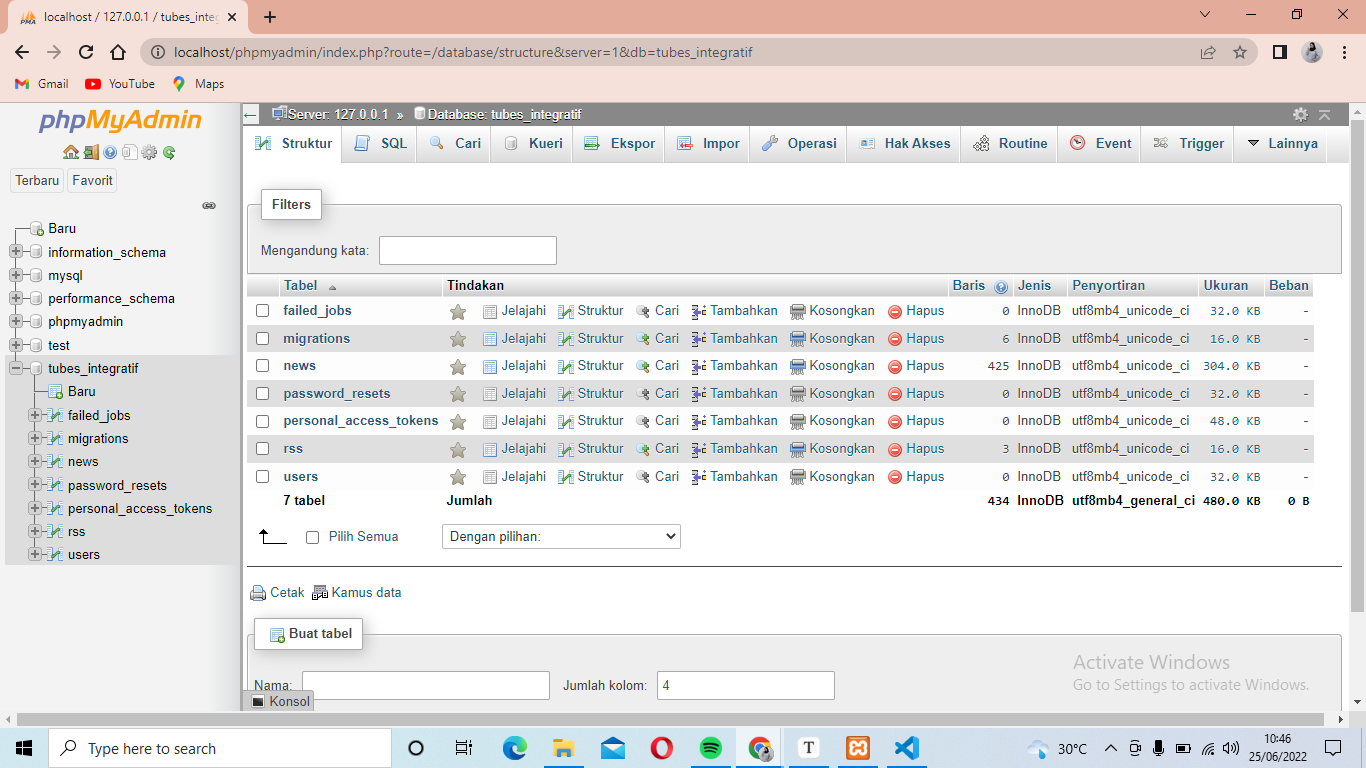 localhost / 127.0.0.1 / tubes_integ
localhost/phpmyadmin/index.php?route=/database/structure&server=1&db=tubes_integratif
Gmail YouTube Maps
phpMyAdmin
Terbaru Favorit
Baru
information_schema
mysql
performance_schema
phpmyadmin
test
tubes_integratif
Baru
failed_jobs
migrations
news
password_resets
personal_access_tokens
rss
users
Server: 127.0.0.1 » Database: tubes_integratif
Struktur SQL Cari Kueri Ekspor Impor Operasi Hak Akses Routine Event Trigger Lainnya
Filters
Mengandung kata:
Tabel Tindakan Baris Jenis Penyortiran Ukuran Beban
failed_jobs Jelajahi Struktur Cari Tambahkan Kosongkan Hapus 0 InnoDB utf8mb4_unicode_ci 32.0 KB -
migrations Jelajahi Struktur Cari Tambahkan Kosongkan Hapus 6 InnoDB utf8mb4_unicode_ci 16.0 KB -
news Jelajahi Struktur Cari Tambahkan Kosongkan Hapus 425 InnoDB utf8mb4_unicode_ci 304.0 KB -
password_resets Jelajahi Struktur Cari Tambahkan Kosongkan Hapus 0 InnoDB utf8mb4_unicode_ci 32.0 KB -
personal_access_tokens Jelajahi Struktur Cari Tambahkan Kosongkan Hapus 0 InnoDB utf8mb4_unicode_ci 48.0 KB -
rss Jelajahi Struktur Cari Tambahkan Kosongkan Hapus 3 InnoDB utf8mb4_unicode_ci 16.0 KB -
users Jelajahi Struktur Cari Tambahkan Kosongkan Hapus 0 InnoDB utf8mb4_unicode_ci 32.0 KB -
7 tabel Jumlah 434 InnoDB utf8mb4_general_ci 480.0 KB 0 B
Pilih Semua Dengan pilihan:
Cetak Kamus data
Buat tabel
Nama: Jumlah kolom: 4
Konsol
Activate Windows
Go to Settings to activate Windows.
Type here to search
30°C
10:46
25/06/2022